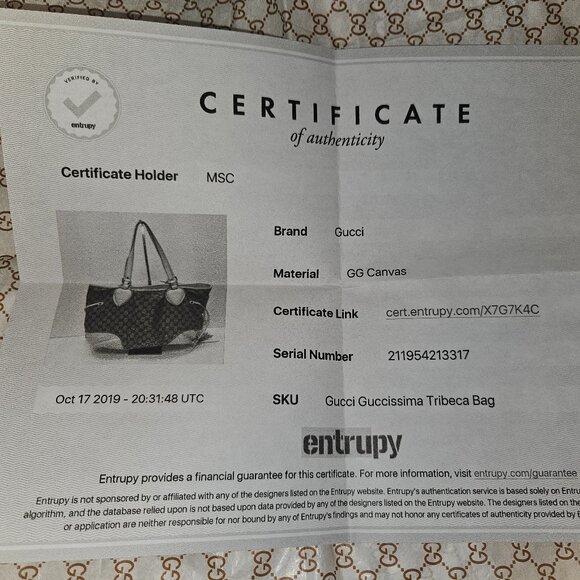 VERIFIED BY
entrupy
CERTIFICATE
of authenticity
Certificate Holder MSC
Brand Gucci
Material GG Canvas
Certificate Link cert.entrupy.com/X7G7K4C
Serial Number 211954213317
Oct 17 2019 - 20:31:48 UTC
SKU Gucci Guccissima Tribeca Bag
entrupy
Entrupy provides a financial guarantee for this certificate. For more information, visit entrupy.com/guarantee
Entrupy is not sponsored by or affiliated with any of the designers listed on the Entrupy website. Entrupy's authentication service is based solely on Entru
algorithm, and the database relied upon is not based upon data provided by any of the designers listed on the Entrupy website. The designers listed on the
or application are neither responsible for nor bound by any of Entrupy's findings and may not honor any certificates of authenticity provided by E